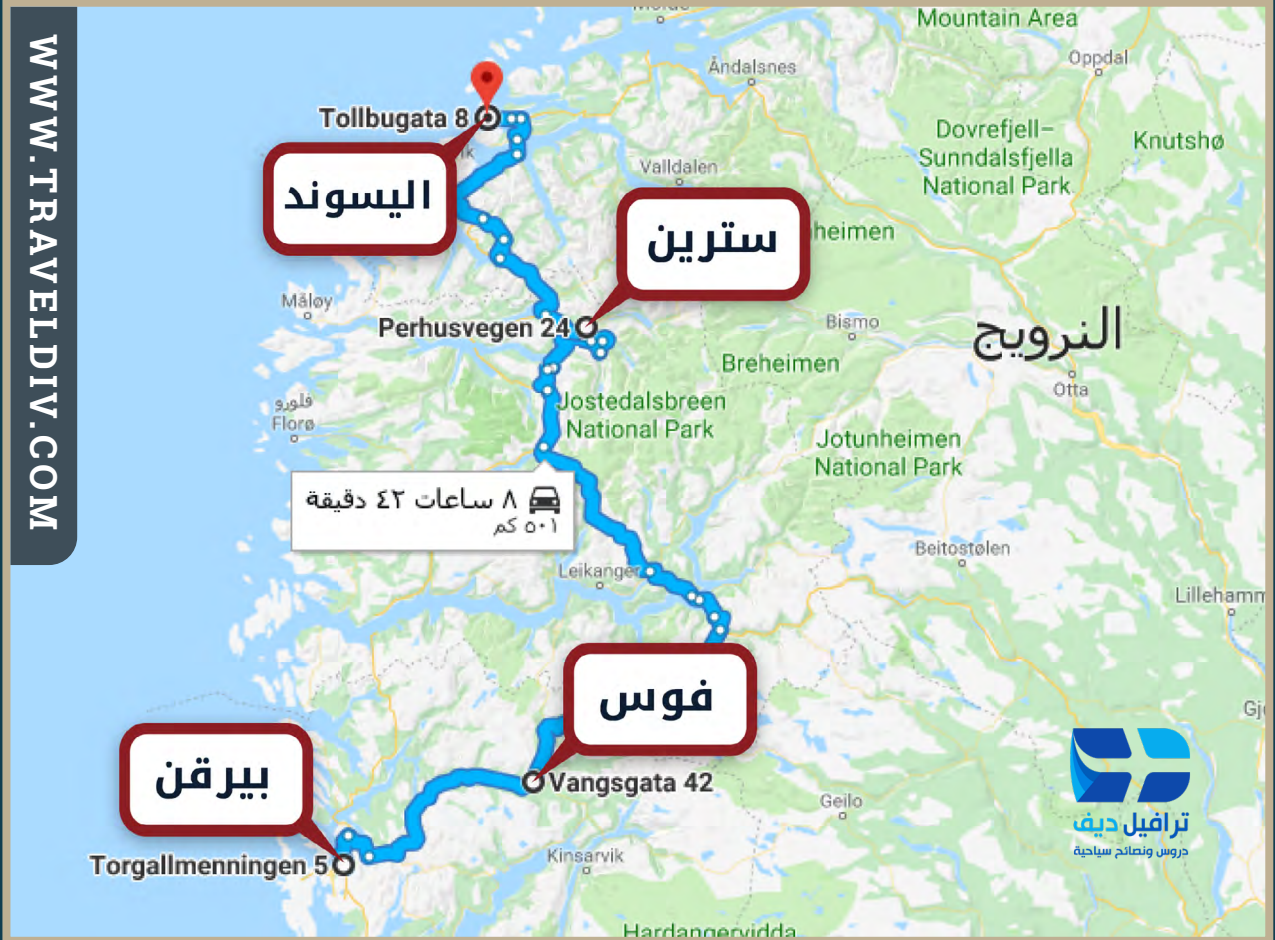 WWW.TRAVELDIV.COM
Mountain Area
Oppdal
Åndalsnes
Tollbugata 8
Dovrefjell–
Sunndalsfjella
National Park
Knutshø
Valldalen
اليسوند
سترين
heimen
Måløy
Perhusvegen 24
Bismo
النرويج
Otta
Breheimen
فلورو
Florø
Jostedalsbreen
National Park
Jotunheimen
National Park
٨ ساعات ٤٢ دقيقة
٥٠١ كم
Leikanger
Beitostølen
Lillehamm
فوس
Gj
بيرقن
Vangsgata 42
Geilo
ترافيل ديف
دروس ونصائح سياحية
Torgallmenningen 5
Kinsarvik
Hardangervidda